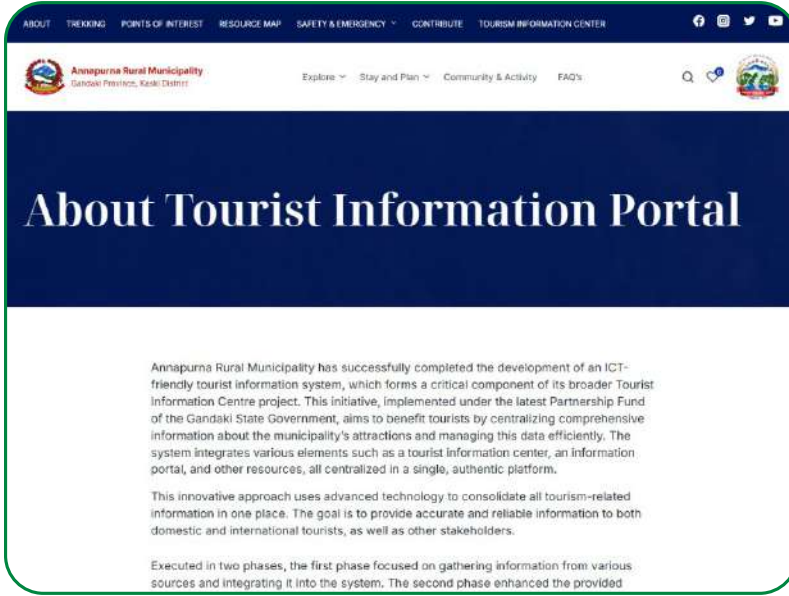 ABOUT TREKKING POINTS OF INTEREST RESOURCE MAP SAFETY & EMERGENCY CONTRIBUTE TOURISM INFORMATION CENTER
Annapurna Rural Municipality
Gandaki Province, Kaski District
Explore Stay and Plan Community & Activity FAQ's
0
About Tourist Information Portal
Annapurna Rural Municipality has successfully completed the development of an ICT-
friendly tourist information system, which forms a critical component of its broader Tourist
Information Centre project. This initiative, implemented under the latest Partnership Fund
of the Gandaki State Government, aims to benefit tourists by centralizing comprehensive
information about the municipality's attractions and managing this data efficiently. The
system integrates various elements such as a tourist information center, an information
portal, and other resources, all centralized in a single, authentic platform.
This innovative approach uses advanced technology to consolidate all tourism-related
information in one place. The goal is to provide accurate and reliable information to both
domestic and international tourists, as well as other stakeholders.
Executed in two phases, the first phase focused on gathering information from various
sources and integrating it into the system. The second phase enhanced the provided